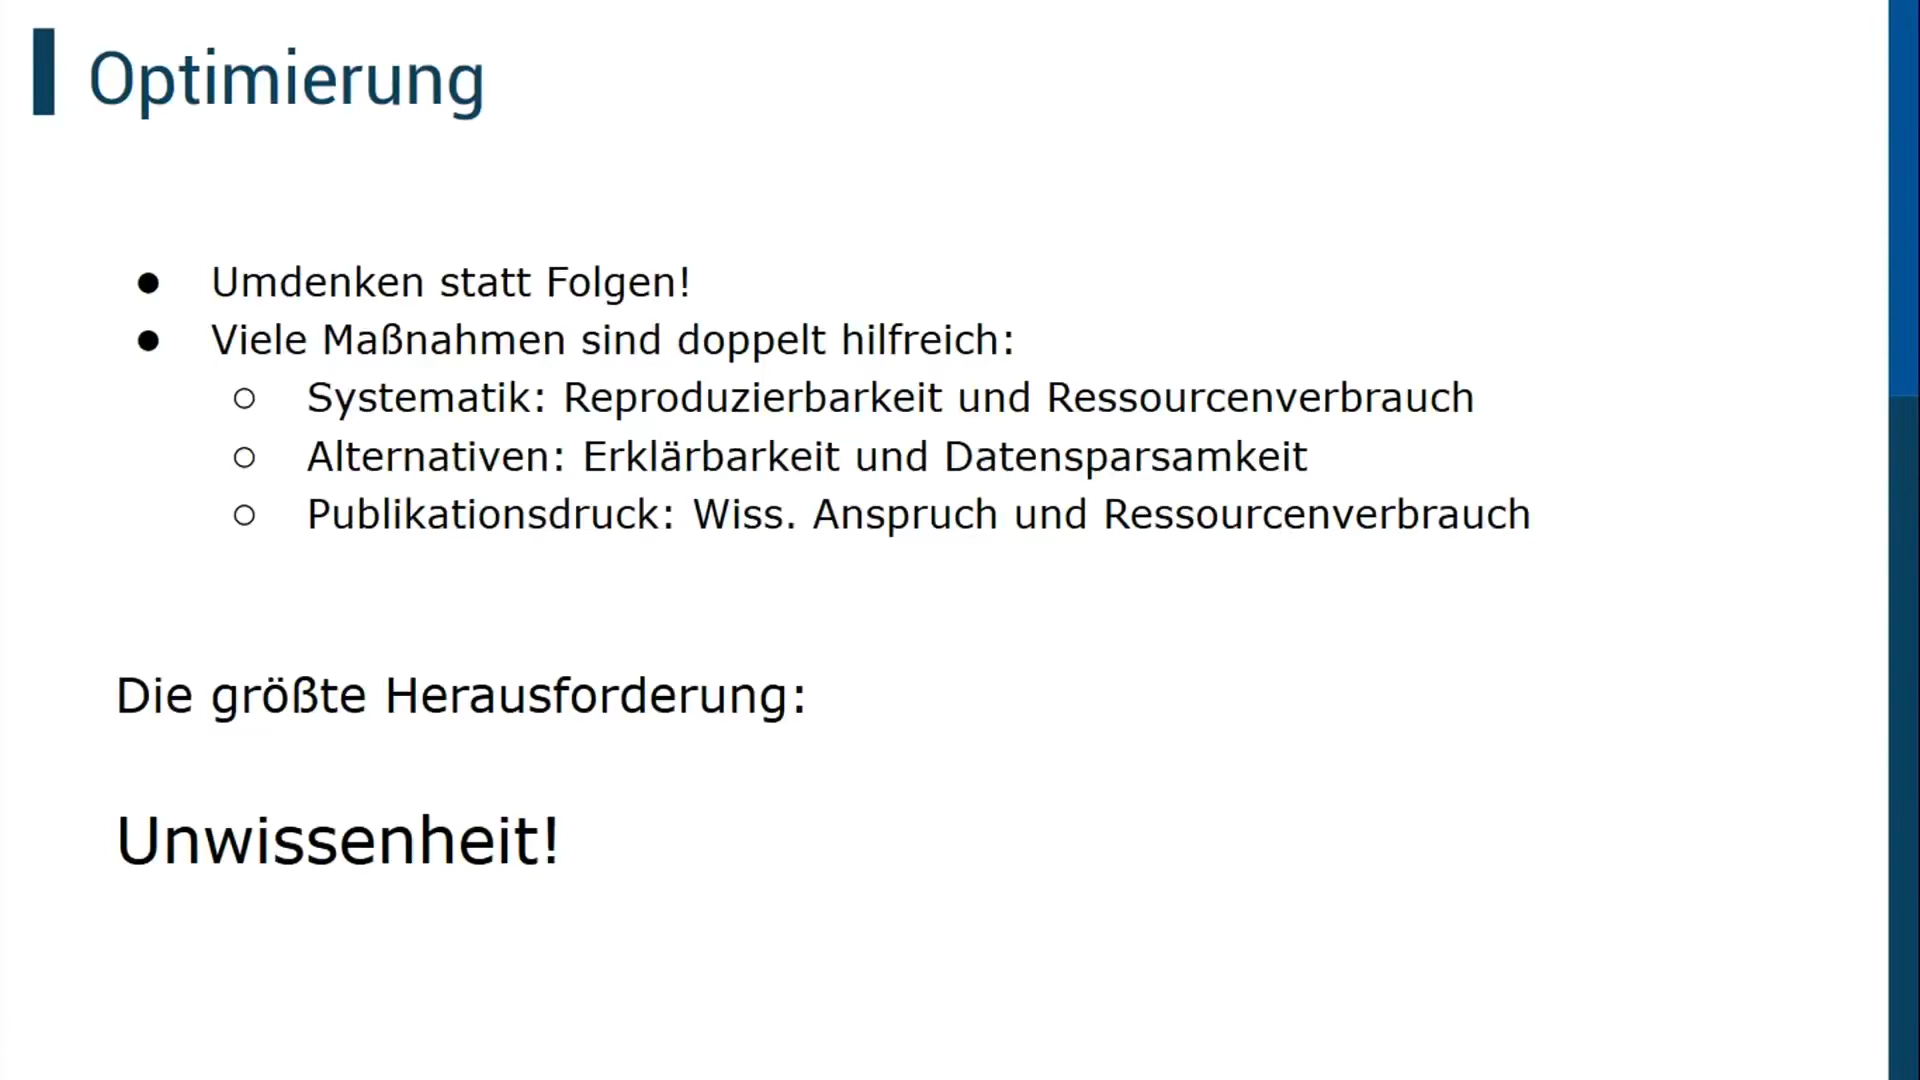 Optimierung
● Umdenken statt Folgen!
● Viele Maßnahmen sind doppelt hilfreich:
○ Systematik: Reproduzierbarkeit und Ressourcenverbrauch
○ Alternativen: Erklärbarkeit und Datensparsamkeit
○ Publikationsdruck: Wiss. Anspruch und Ressourcenverbrauch
Die größte Herausforderung:
Unwissenheit!